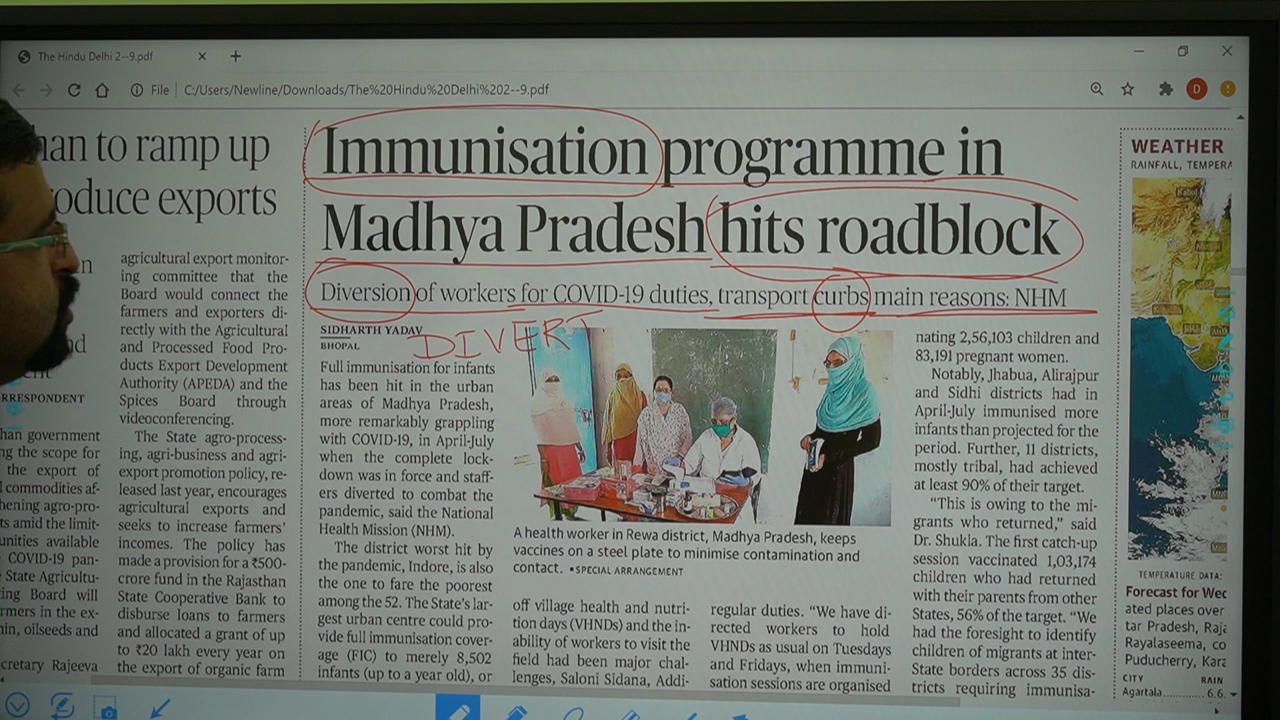 The Hindu Delhi 2--9.pdf
File | C:/Users/Newline/Downloads/The%20Hindu%20Delhi%202--9.pdf
D
han to ramp up
oduce exports
RRESPONDENT
han government
ng the scope for
the export of
commodities af-
hening agro-pro-
ts amid the limit-
unities available
COVID-19 pan-
State Agricultu-
ing Board will
rmers in the ex-
in, oilseeds and
cretary Rajeeva
agricultural export monitor-
ing committee that the
Board would connect the
farmers and exporters di-
rectly with the Agricultural
and Processed Food Pro-
ducts Export Development
Authority (APEDA) and the
Spices Board through
videoconferencing.
The State agro-process-
ing, agri-business and agri-
export promotion policy, re-
leased last year, encourages
agricultural exports and
seeks to increase farmers'
incomes. The policy has
made a provision for a ₹500-
crore fund in the Rajasthan
State Cooperative Bank to
disburse loans to farmers
and allocated a grant of up
to ₹20 lakh every year on
the export of organic farm
Immunisation programme in
Madhya Pradesh hits roadblock
Diversion of workers for COVID-19 duties, transport curbs main reasons: NHM
DIVERT
SIDHARTH YADAV
BHOPAL
Full immunisation for infants
has been hit in the urban
areas of Madhya Pradesh,
more remarkably grappling
with COVID-19, in April-July
when the complete lock-
down was in force and staff-
ers diverted to combat the
pandemic, said the National
Health Mission (NHM).
The district worst hit by
the pandemic, Indore, is also
the one to fare the poorest
among the 52. The State's lar-
gest urban centre could pro-
vide full immunisation cover-
age (FIC) to merely 8,502
infants (up to a year old), or
A health worker in Rewa district, Madhya Pradesh, keeps
vaccines on a steel plate to minimise contamination and
contact. •SPECIAL ARRANGEMENT
off village health and nutri-
tion days (VHNDs) and the in-
ability of workers to visit the
field had been major chal-
lenges, Saloni Sidana, Addi-
regular duties. "We have di-
rected workers to hold
VHNDs as usual on Tuesdays
and Fridays, when immuni-
sation sessions are organised
nating 2,56,103 children and
83,191 pregnant women.
Notably, Jhabua, Alirajpur
and Sidhi districts had in
April-July immunised more
infants than projected for the
period. Further, 11 districts,
mostly tribal, had achieved
at least 90% of their target.
"This is owing to the mi-
grants who returned," said
Dr. Shukla. The first catch-up
session vaccinated 1,03,174
children who had returned
with their parents from other
States, 56% of the target. "We
had the foresight to identify
children of migrants at inter-
State borders across 35 dis-
tricts requiring immunisa-
WEATHER
RAINFALL, TEMPERA
TEMPERATURE DATA:
Forecast for Wed
ated places over
tar Pradesh, Raja
Rayalaseema, co
Puducherry, Kara
CITY RAIN
Agartala 6.6